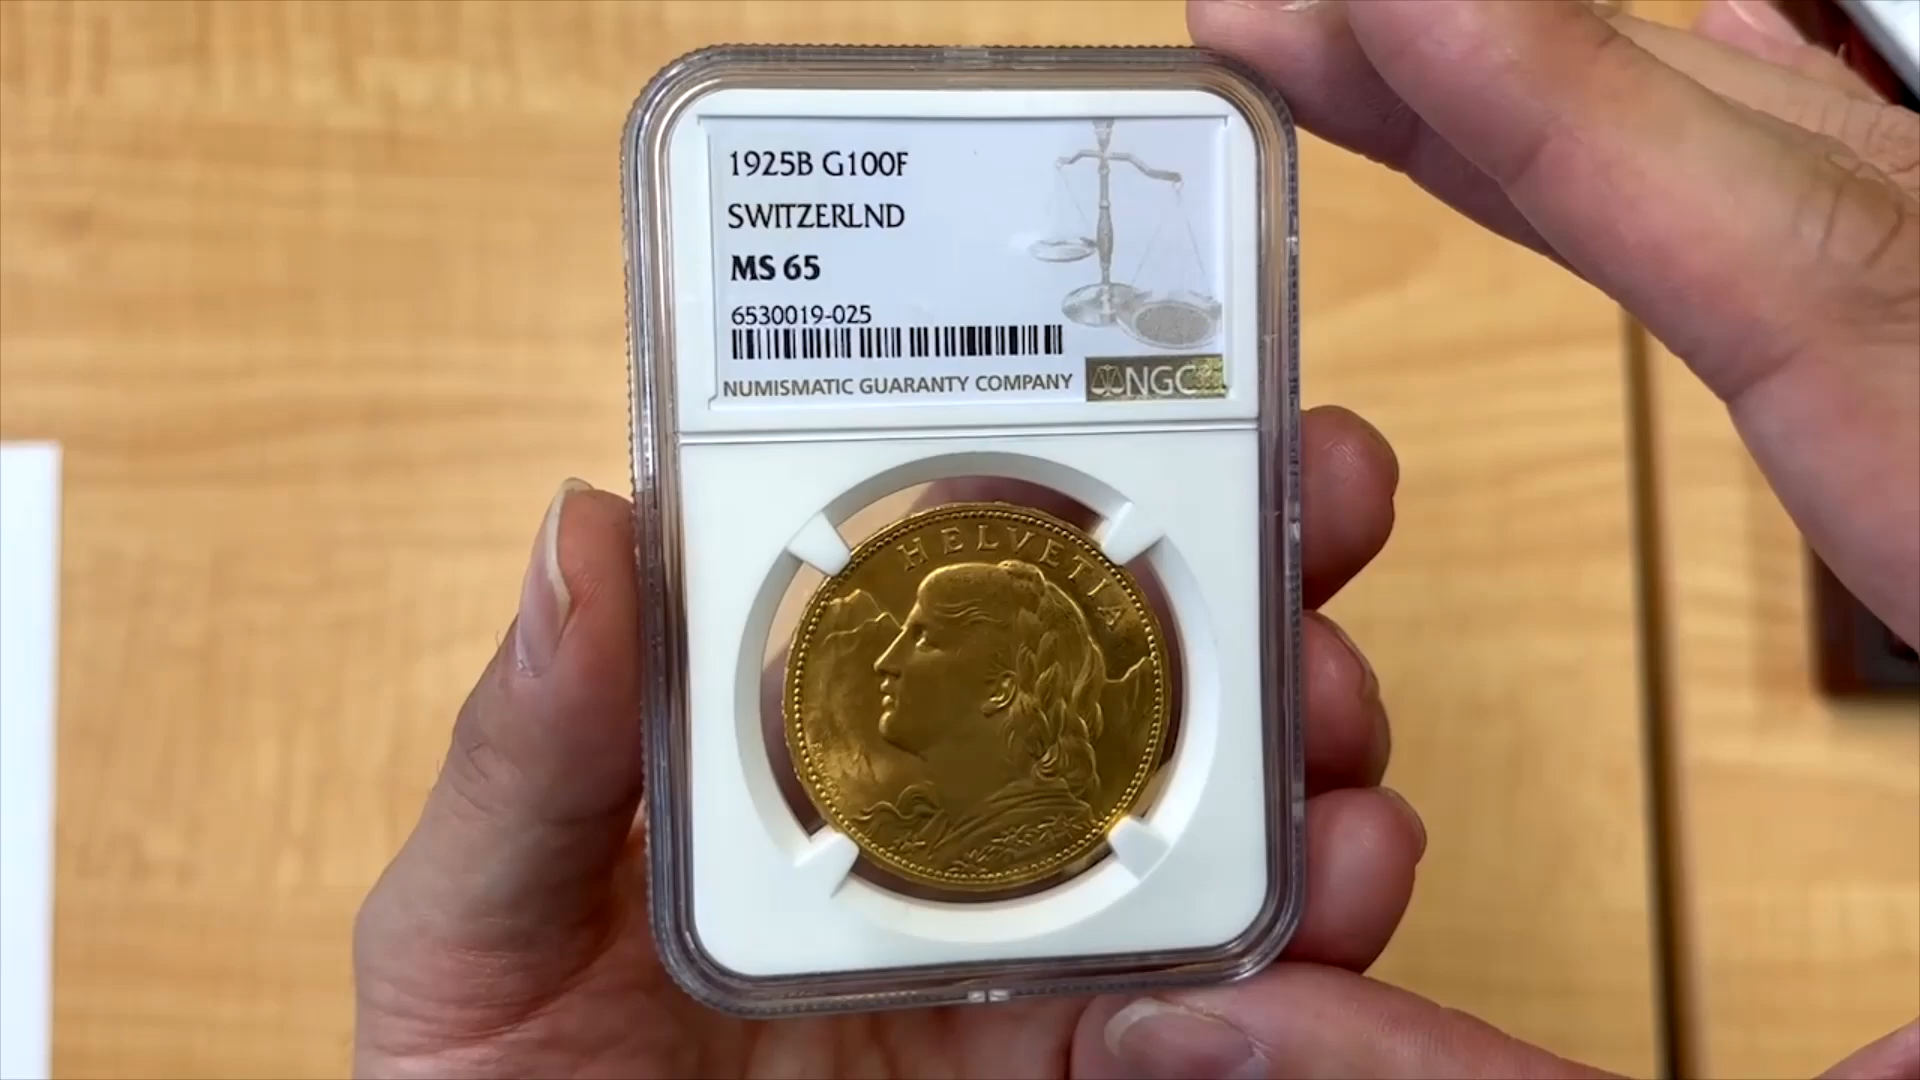 1925B G100F
SWITZERLND
MS 65
6530019-025
NUMISMATIC GUARANTY COMPANY
NGC
HELVETIA